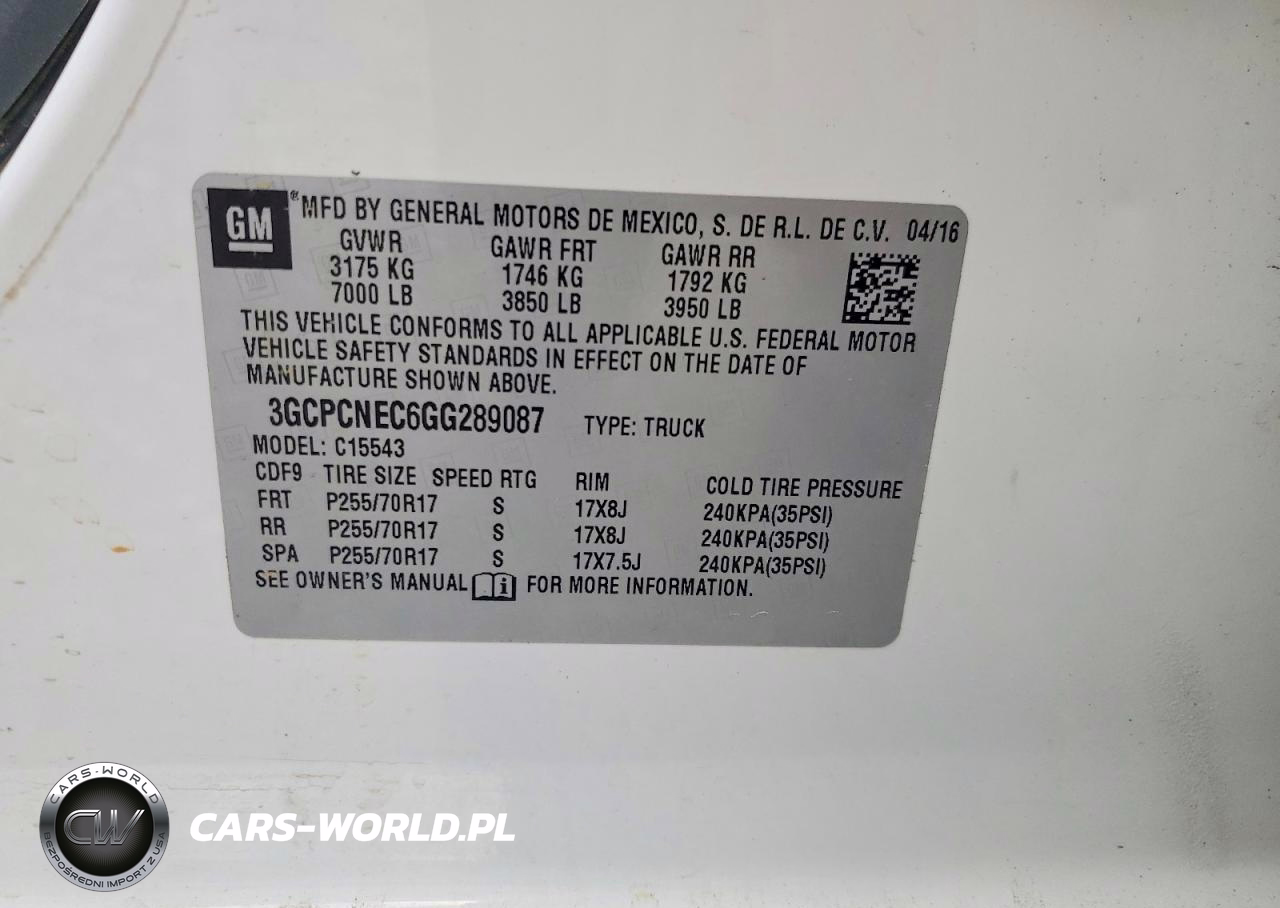 GM ® MFD BY GENERAL MOTORS DE MEXICO, S. DE R.L. DE C.V. 04/16
GVWR GAWR FRT GAWR RR
3175 KG 1746 KG 1792 KG
7000 LB 3850 LB 3950 LB
THIS VEHICLE CONFORMS TO ALL APPLICABLE U.S. FEDERAL MOTOR
VEHICLE SAFETY STANDARDS IN EFFECT ON THE DATE OF
MANUFACTURE SHOWN ABOVE.
3GCPCNEC6GG289087 TYPE: TRUCK
MODEL: C15543
CDF9 TIRE SIZE SPEED RTG RIM COLD TIRE PRESSURE
FRT P255/70R17 S 17X8J 240KPA(35PSI)
RR P255/70R17 S 17X8J 240KPA(35PSI)
SPA P255/70R17 S 17X7.5J 240KPA(35PSI)
SEE OWNER'S MANUAL i FOR MORE INFORMATION.
CARS-WORLD
CW
BEZPOŚREDNI IMPORT Z USA
CARS-WORLD.PL